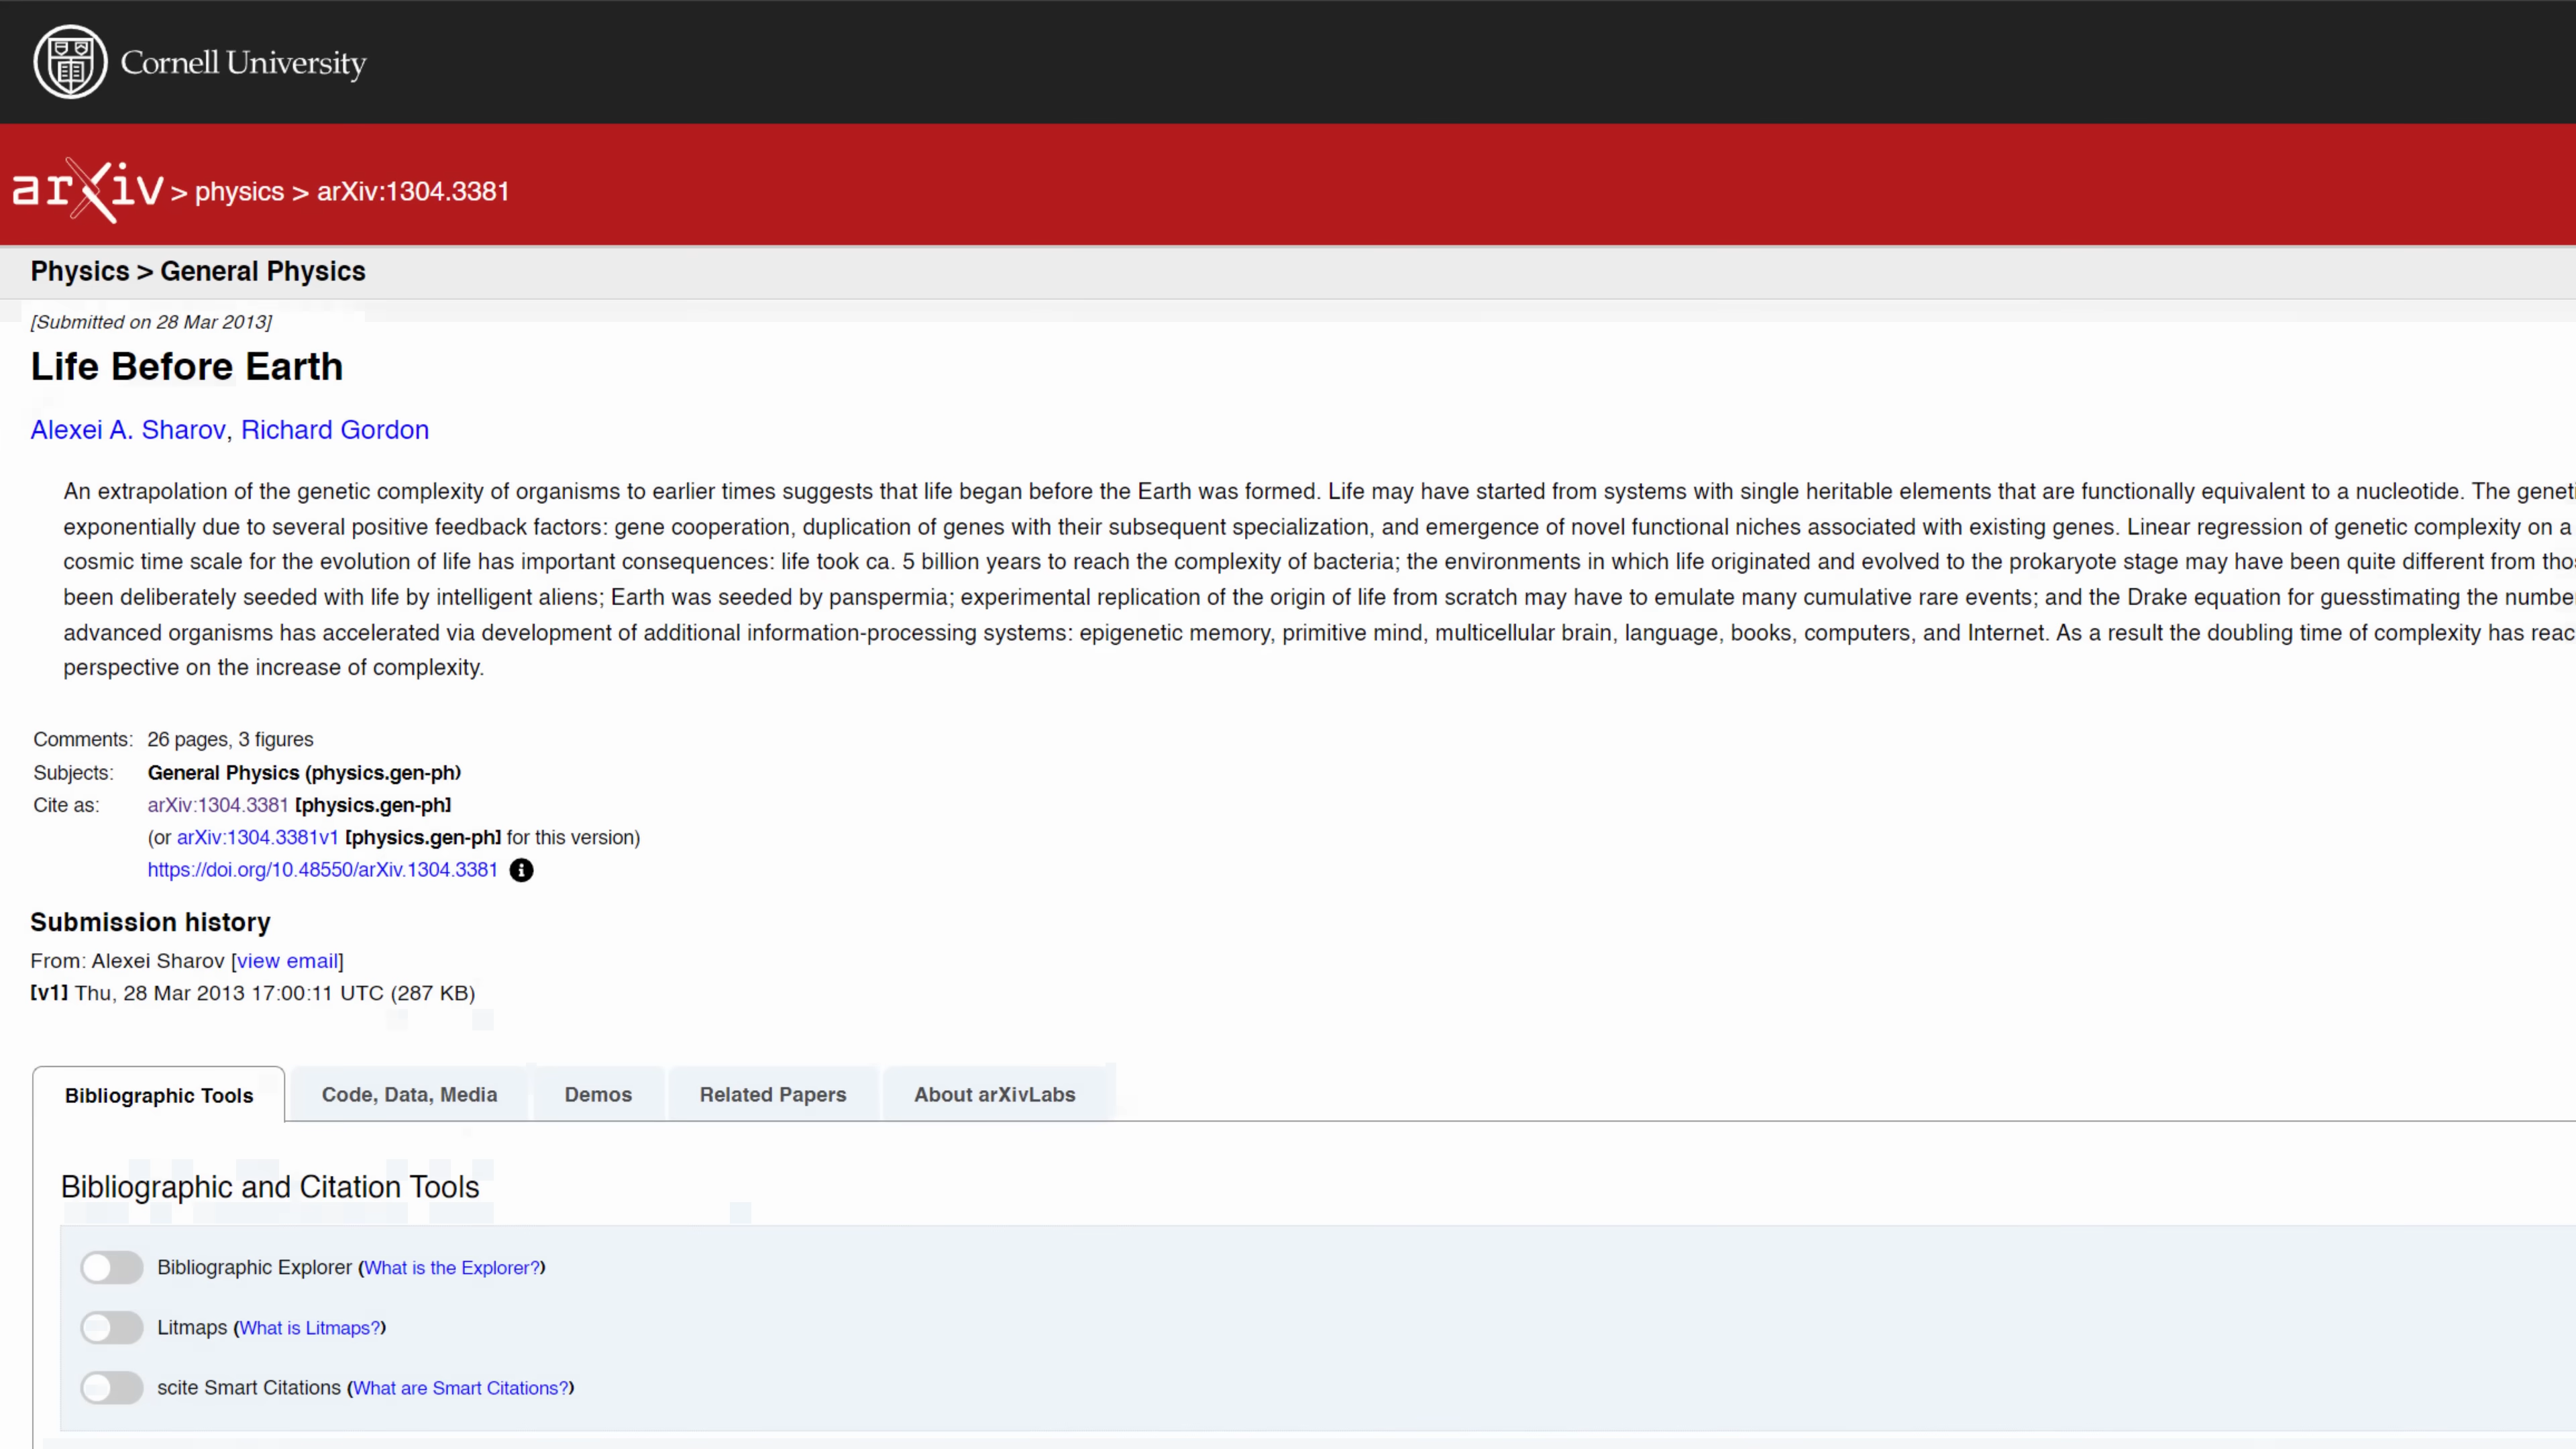 Cornell University
arXiv > physics > arXiv:1304.3381
Physics > General Physics
[Submitted on 28 Mar 2013]
Life Before Earth
Alexei A. Sharov, Richard Gordon
An extrapolation of the genetic complexity of organisms to earlier times suggests that life began before the Earth was formed. Life may have started from systems with single heritable elements that are functionally equivalent to a nucleotide. The
exponentially due to several positive feedback factors: gene cooperation, duplication of genes with their subsequent specialization, and emergence of novel functional niches associated with existing genes. Linear regression of genetic complexity on a
cosmic time scale for the evolution of life has important consequences: life took ca. 5 billion years to reach the complexity of bacteria; the environments in which life originated and evolved to the prokaryote stage may have been quite different from
been deliberately seeded with life by intelligent aliens; Earth was seeded by panspermia; experimental replication of the origin of life from scratch may have to emulate many cumulative rare events; and the Drake equation for guesstimating the
advanced organisms has accelerated via development of additional information-processing systems: epigenetic memory, primitive mind, multicellular brain, language, books, computers, and Internet. As a result the doubling time of complexity has
perspective on the increase of complexity.
Comments: 26 pages, 3 figures
Subjects: General Physics (physics.gen-ph)
Cite as: arXiv:1304.3381 [physics.gen-ph]
(or arXiv:1304.3381v1 [physics.gen-ph] for this version)
https://doi.org/10.48550/arXiv.1304.3381
Submission history
From: Alexei Sharov [view email]
[v1] Thu, 28 Mar 2013 17:00:11 UTC (287 KB)
Bibliographic Tools Code, Data, Media Demos Related Papers About arXivLabs
Bibliographic and Citation Tools
Bibliographic Explorer (What is the Explorer?)
Litmaps (What is Litmaps?)
scite Smart Citations (What are Smart Citations?)